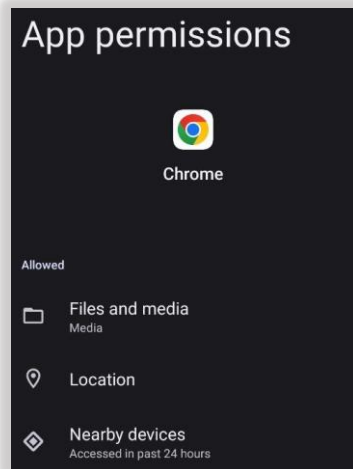 App permissions
Chrome
Allowed
Files and media
Media
Location
Nearby devices
Accessed in past 24 hours